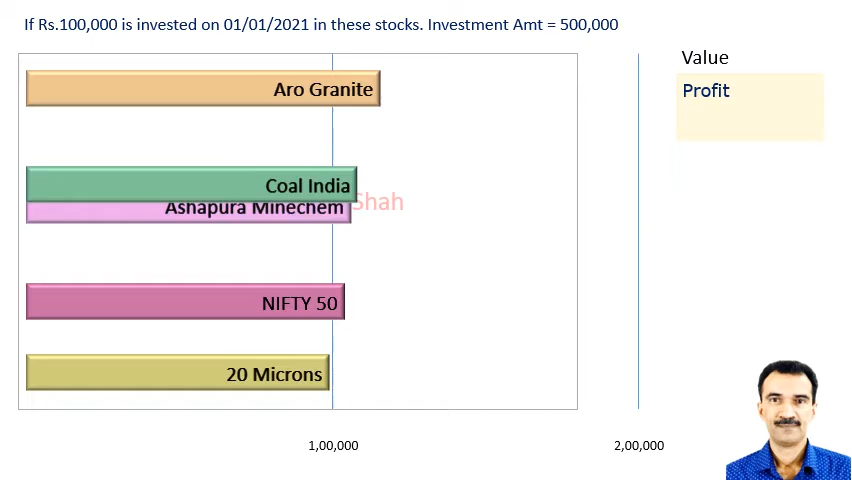 If Rs.100,000 is invested on 01/01/2021 in these stocks. Investment Amt = 500,000
Value
Profit
Aro Granite
Coal India
Shah
Ashapura Minechem
NIFTY 50
20 Microns
1,00,000
2,00,000